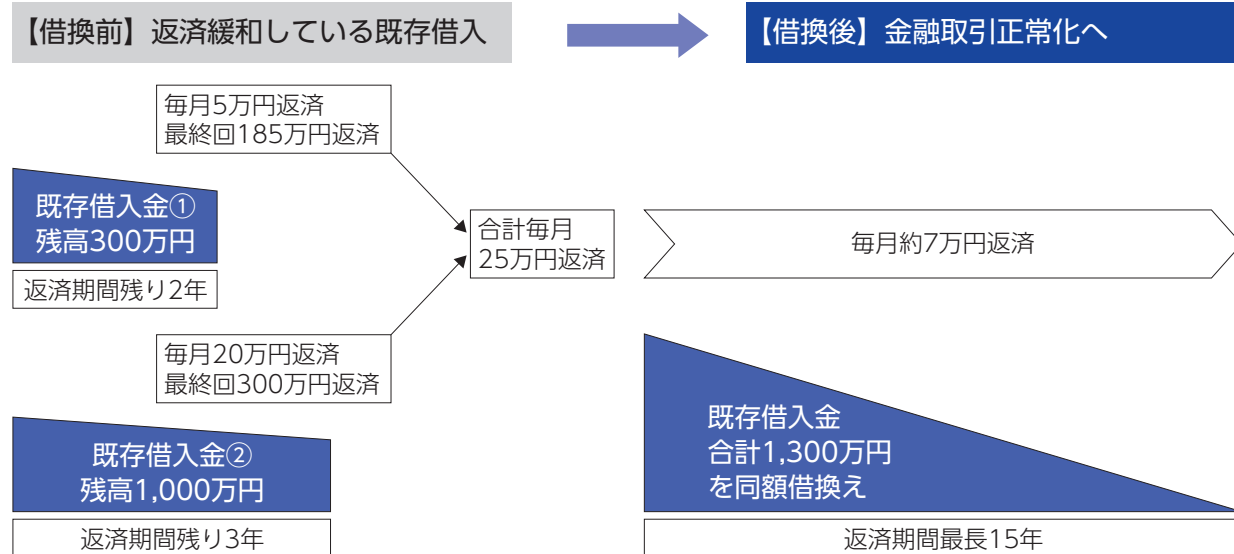 【借換前】返済緩和している既存借入
【借換後】金融取引正常化へ
毎月5万円返済
最終回185万円返済
既存借入金①
残高300万円
返済期間残り2年
合計毎月
25万円返済
毎月約7万円返済
毎月20万円返済
最終回300万円返済
既存借入金②
残高1,000万円
返済期間残り3年
既存借入金
合計1,300万円
を同額借換え
返済期間最長15年